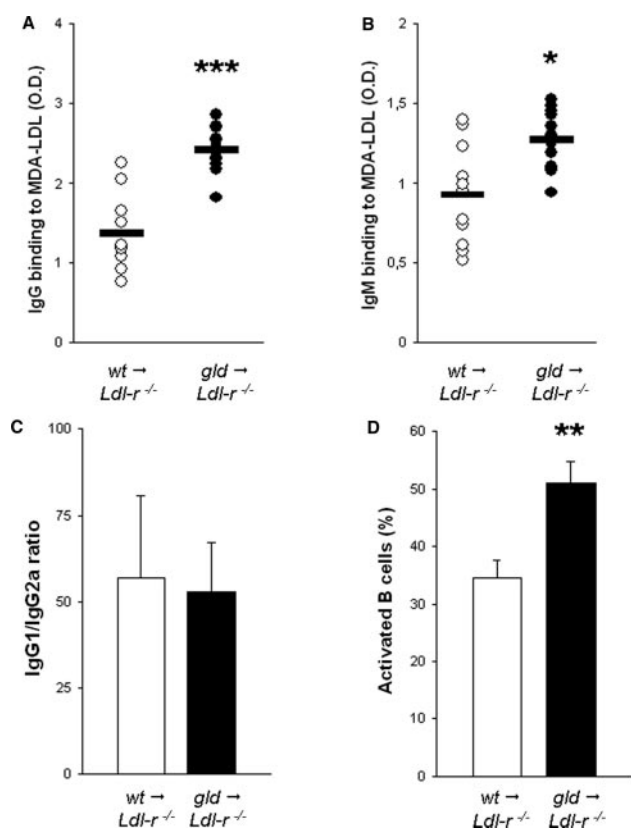 A
IgG binding to MDA-LDL (O.D.)
4
3
2
1
0
***
wt → gld →
Ldl-r -/- Ldl-r -/-
B
IgM binding to MDA-LDL (O.D.)
2
1,5
1
0,5
0
*
wt → gld →
Ldl-r -/- Ldl-r -/-
C
IgG1/IgG2a ratio
100
75
50
25
0
wt → gld →
Ldl-r -/- Ldl-r -/-
D
Activated B cells (%)
60
50
40
30
20
10
0
**
wt → gld →
Ldl-r -/- Ldl-r -/-